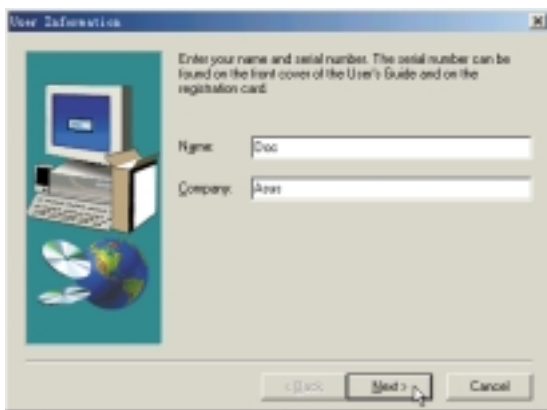 User Information
Enter your name and serial number. The serial number can be
found on the front cover of the User's Guide and on the
registration card.
Name: Doc
Company: Asus
< Back Next > Cancel